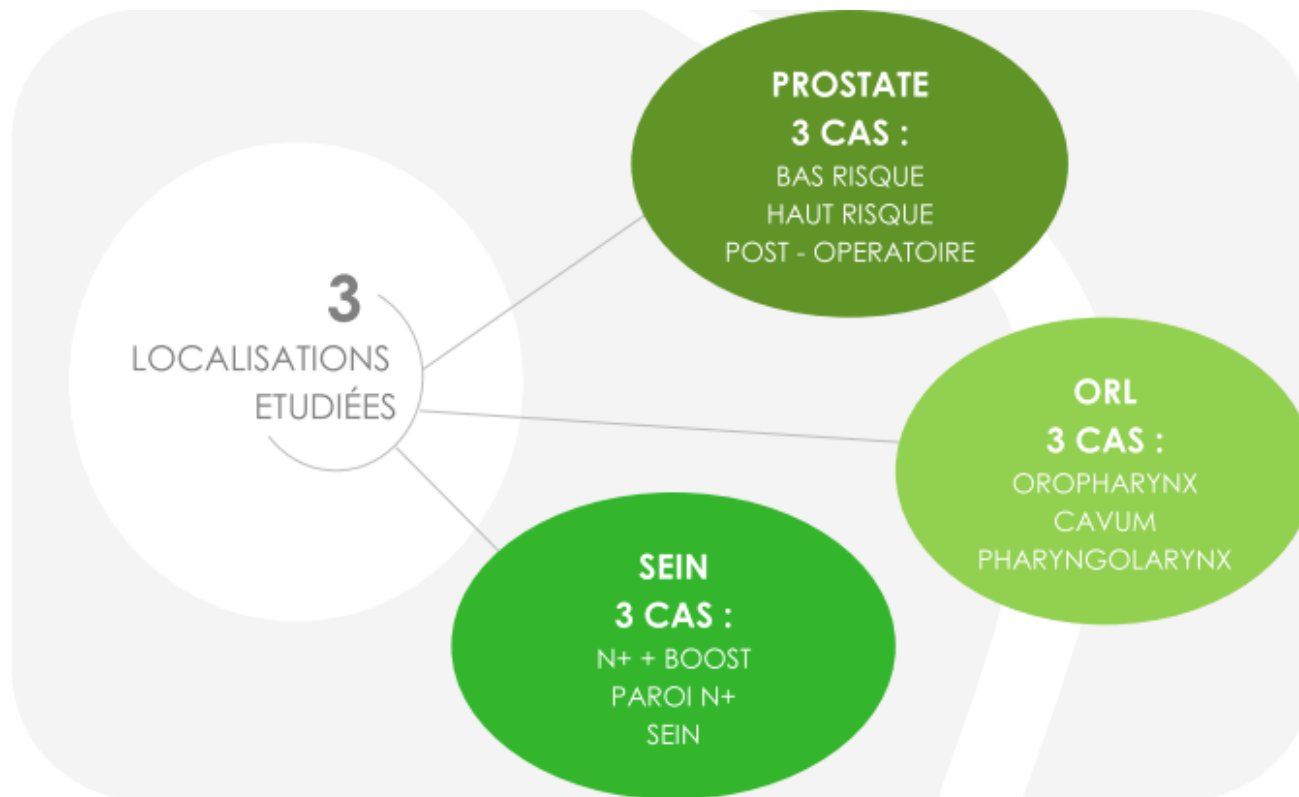 3
LOCALISATIONS
ETUDIÉES
PROSTATE
3 CAS :
BAS RISQUE
HAUT RISQUE
POST - OPERATOIRE
ORL
3 CAS :
OROPHARYNX
CAVUM
PHARYNGOLARYNX
SEIN
3 CAS :
N+ + BOOST
PAROI N+
SEIN